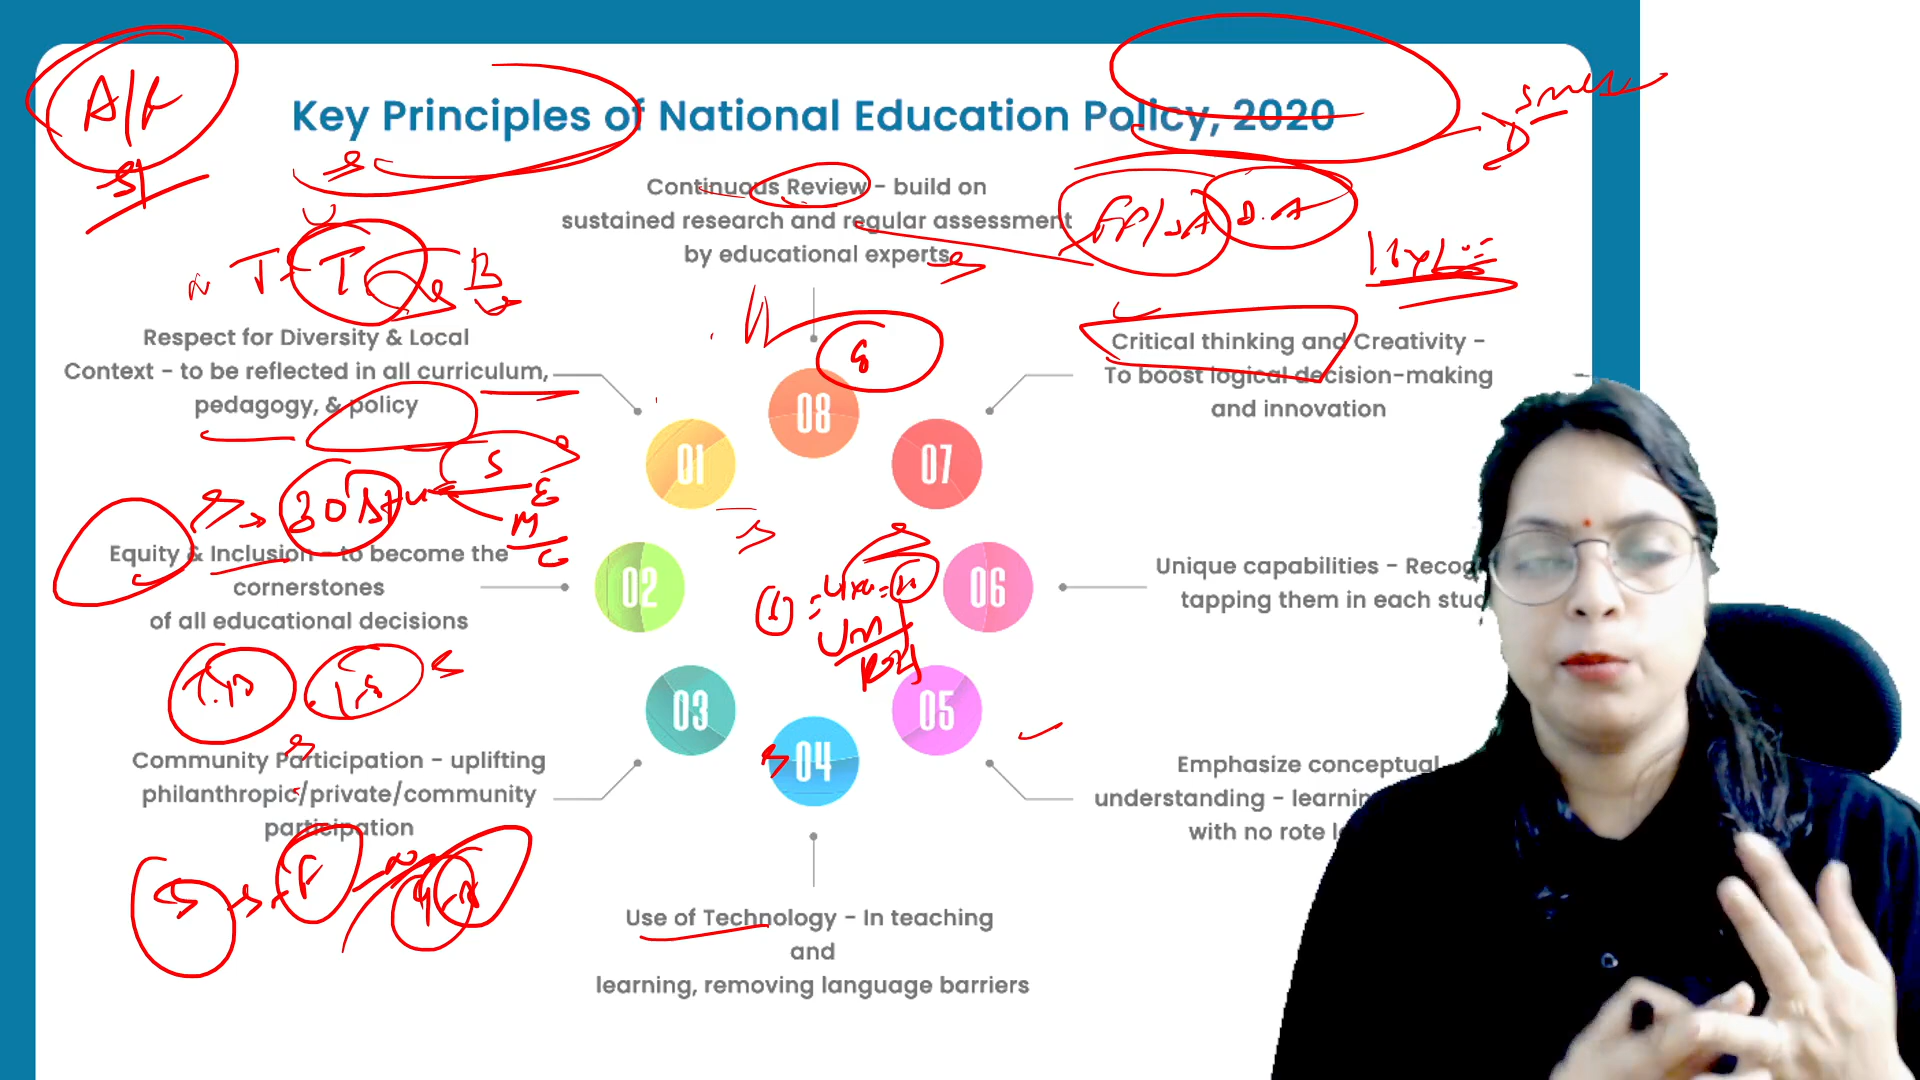 Key Principles of National Education Policy, 2020
Continuous Review - build on
sustained research and regular assessment
by educational experts
Respect for Diversity & Local
Context - to be reflected in all curriculum,
pedagogy, & policy
Critical thinking and Creativity -
To boost logical decision-making
and innovation
Equity & Inclusion - to become the
cornerstones
of all educational decisions
Unique capabilities -
tapping them in each
Community Participation - uplifting
philanthropic/private/community
participation
Emphasize conceptual
understanding -
with no rote
Use of Technology - In teaching
and
learning, removing language barriers
01
02
03
04
05
06
07
08
T
T
B
30
S
E
M
G
D
D.A